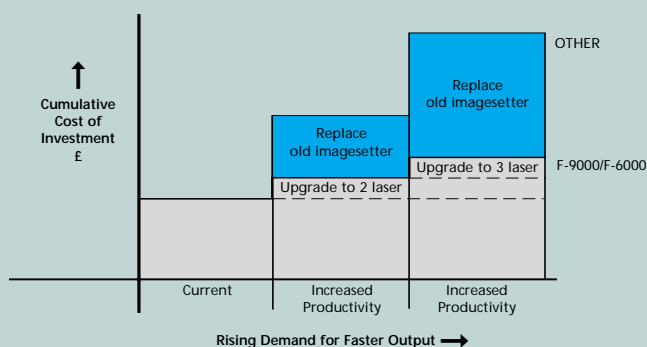 OTHER
Cumulative
Cost of
Investment
£
Replace
old imagesetter
Replace
old imagesetter
Upgrade to 2 laser
Upgrade to 3 laser
F-9000/F-6000
Current
Increased
Productivity
Increased
Productivity
Rising Demand for Faster Output